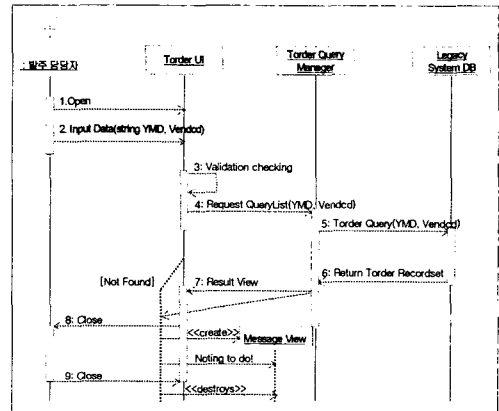 : 발주 담당자
Torder UI
Torder Query
Manager
Legacy
System DB
1.Open
2. Input Data(string YMD, Vendcd)
3: Validation checking
4: Request QueryList(YMD, Vendcd)
5: Torder Query(YMD, Vendcd)
6: Return Torder Recordset
[Not Found]
7: Result View
8: Close
<<create>>
Message View
Noting to do!
9: Close
<<destroys>>